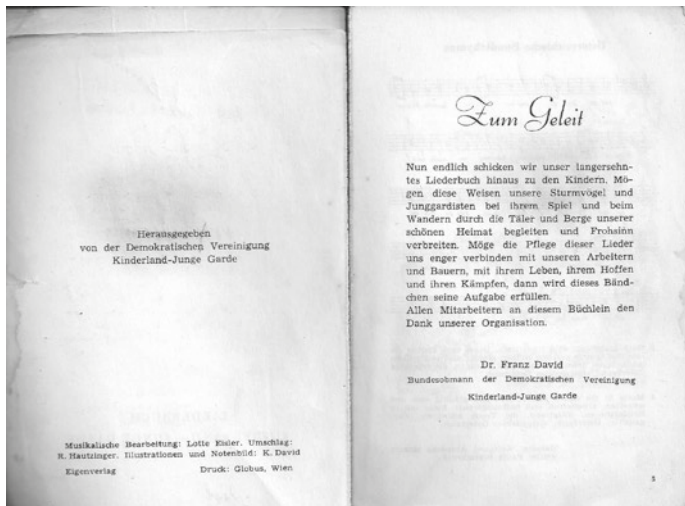 Herausgegeben
von der Demokratischen Vereinigung
Kinderland-Junge Garde
Musikalische Bearbeitung: Lotte Eisler. Umschlag:
R. Hautzinger. Illustrationen und Notenbild: K. David
Eigenverlag Druck: Globus, Wien
Zum Geleit
Nun endlich schicken wir unser langersehn-
tes Liederbuch hinaus zu den Kindern. Mö-
gen diese Weisen unsere Sturmvögel und
Junggardisten bei ihrem Spiel und beim
Wandern durch die Täler und Berge unserer
schönen Heimat begleiten und Frohsinn
verbreiten. Möge die Pflege dieser Lieder
uns enger verbinden mit unseren Arbeitern
und Bauern, mit ihrem Leben, ihrem Hoffen
und ihren Kämpfen, dann wird dieses Bänd-
chen seine Aufgabe erfüllen.
Allen Mitarbeitern an diesem Büchlein den
Dank unserer Organisation.
Dr. Franz David
Bundesobmann der Demokratischen Vereinigung
Kinderland-Junge Garde